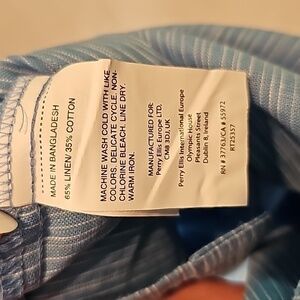 MADE IN BANGLADESH
65% LINEN/ 35% COTTON
MACHINE WASH COLD WITH LIKE
COLORS. DELICATE CYCLE. NON-
CHLORINE BLEACH. LINE DRY.
WARM IRON.
MANUFACTURED FOR:
Perry Ellis Europe LTD,
CM8 3DJ, UK
Perry Ellis International Europe
Olympic House
Pleasants Street
Dublin 8, Ireland
RN # 37763/CA # 55972
RT25357